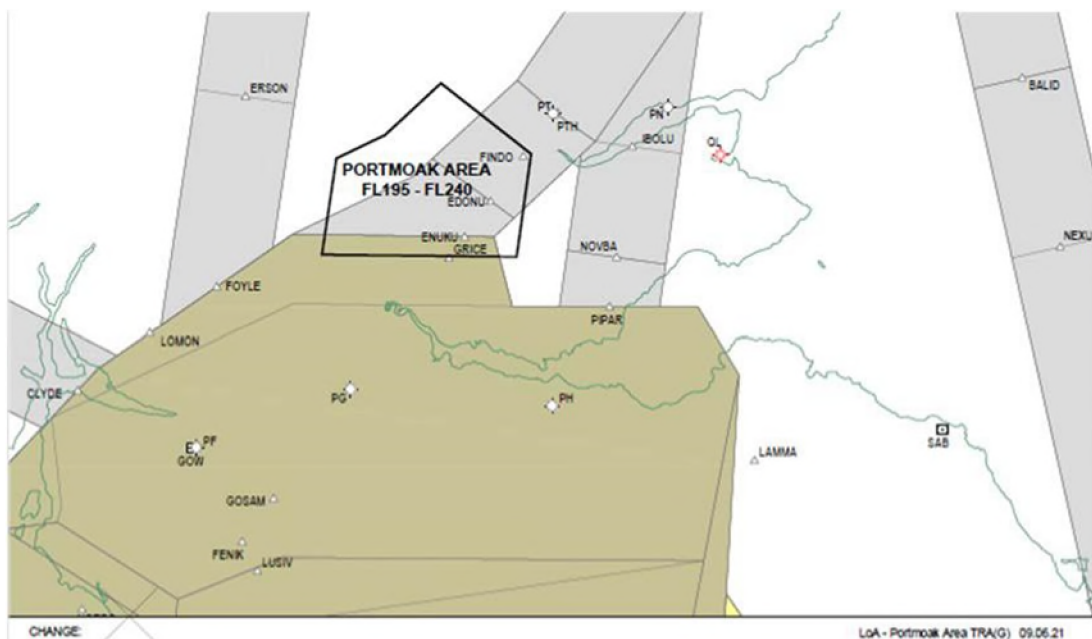 ERSON
BALID
PT
PTH
PN
IBOLU
QL
FINDO
PORTMOAK AREA
FL195 - FL240
EDONU
ENUKU
GRICE
NOVBA
NEXU
FOYLE
PIPAR
LOMON
CLYDE
PG
PH
PF
GOW
SAB
LAMMA
GOSAM
FENIK
LUSIV
CHANGE:
LoA - Portmoak Area TRA(G) 09.06.21